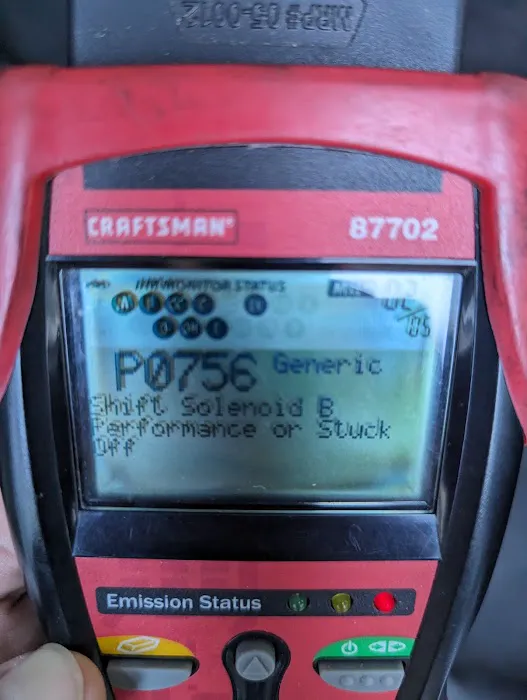 CRAFTSMAN®
87702
I/M MONITOR STATUS
P0756 Generic
Shift Solenoid B
Performance or Stuck
Off
Emission Status